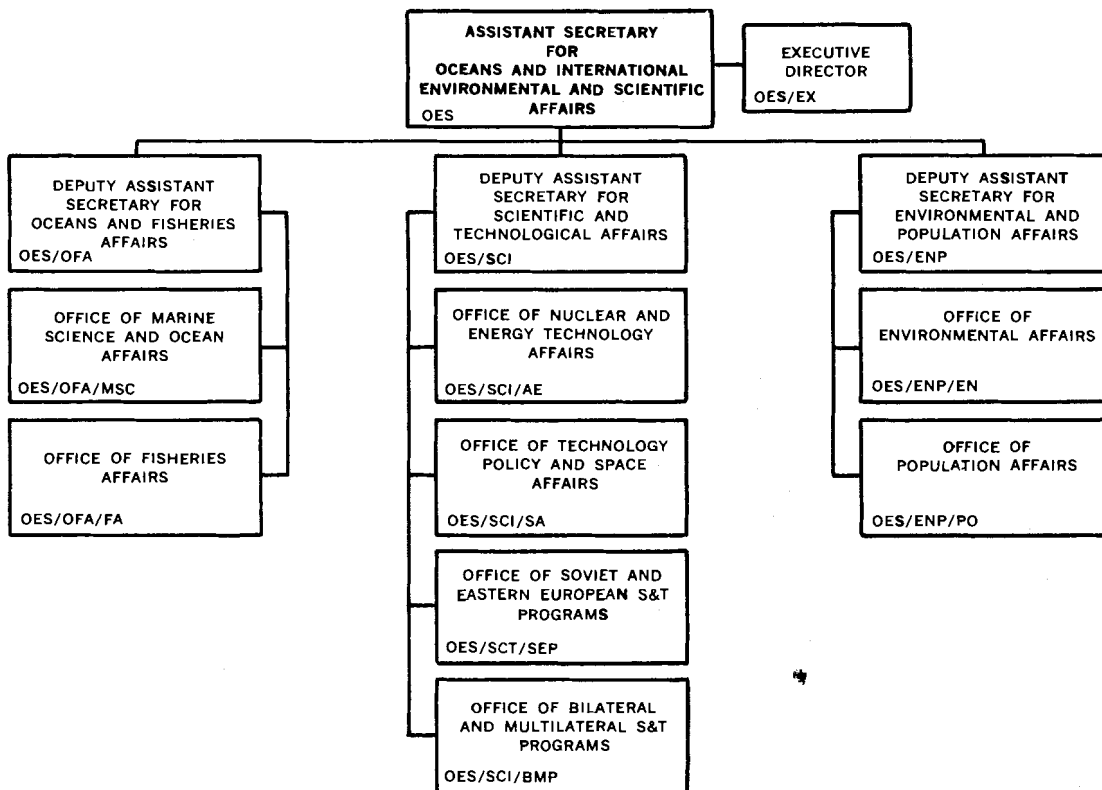 ASSISTANT SECRETARY
FOR
OCEANS AND INTERNATIONAL
ENVIRONMENTAL AND SCIENTIFIC
AFFAIRS
OES
EXECUTIVE
DIRECTOR
OES/EX
DEPUTY ASSISTANT
SECRETARY FOR
OCEANS AND FISHERIES
AFFAIRS
OES/OFA
OFFICE OF MARINE
SCIENCE AND OCEAN
AFFAIRS
OES/OFA/MSC
OFFICE OF FISHERIES
AFFAIRS
OES/OFA/FA
DEPUTY ASSISTANT
SECRETARY FOR
SCIENTIFIC AND
TECHNOLOGICAL AFFAIRS
OES/SCI
OFFICE OF NUCLEAR AND
ENERGY TECHNOLOGY
AFFAIRS
OES/SCI/AE
OFFICE OF TECHNOLOGY
POLICY AND SPACE
AFFAIRS
OES/SCI/SA
OFFICE OF SOVIET AND
EASTERN EUROPEAN S&T
PROGRAMS
OES/SCT/SEP
OFFICE OF BILATERAL
AND MULTILATERAL S&T
PROGRAMS
OES/SCI/BMP
DEPUTY ASSISTANT
SECRETARY FOR
ENVIRONMENTAL AND
POPULATION AFFAIRS
OES/ENP
OFFICE OF
ENVIRONMENTAL AFFAIRS
OES/ENP/EN
OFFICE OF
POPULATION AFFAIRS
OES/ENP/PO